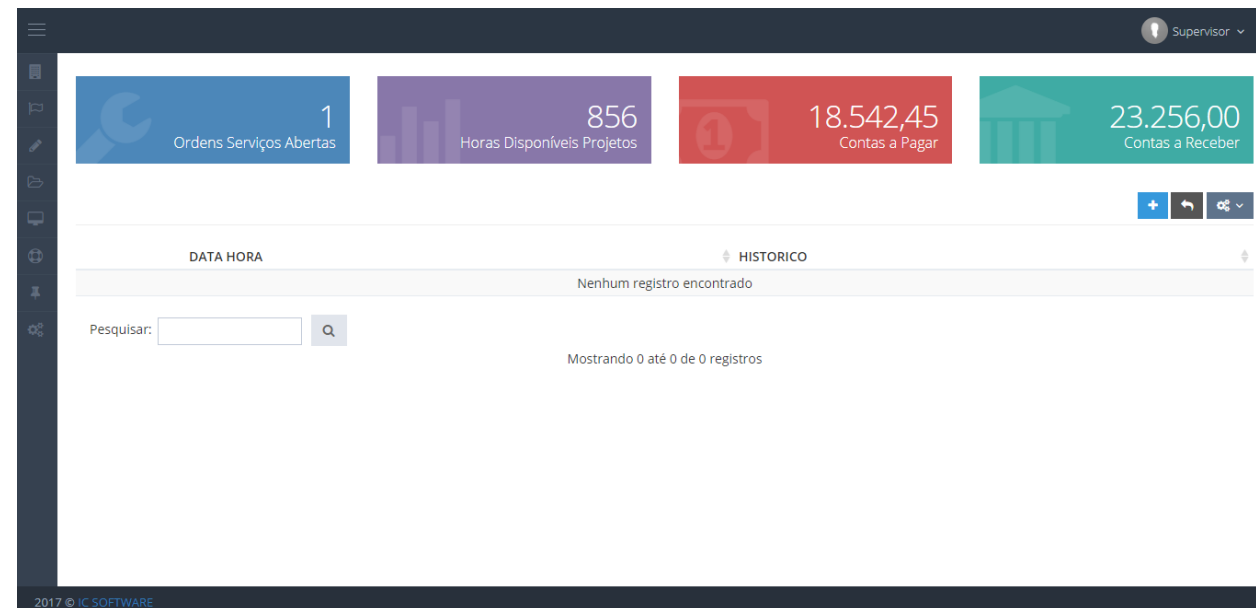 Supervisor
1
Ordens Serviços Abertas
856
Horas Disponíveis Projetos
18.542,45
Contas a Pagar
23.256,00
Contas a Receber
DATA HORA HISTORICO
Nenhum registro encontrado
Pesquisar:
Mostrando 0 até 0 de 0 registros
2017 © IC SOFTWARE